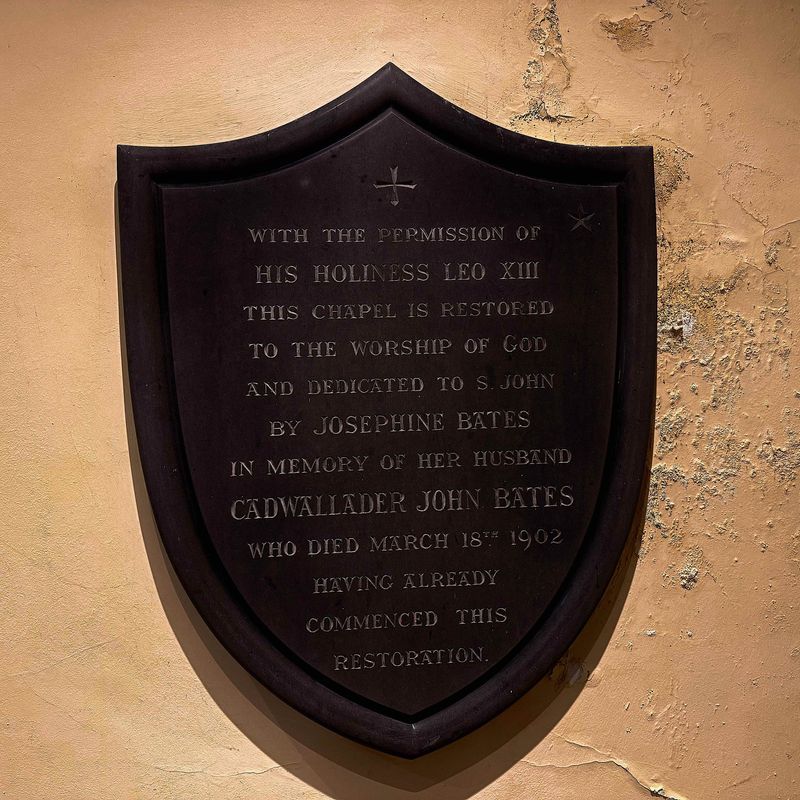 WITH THE PERMISSION OF
HIS HOLINESS LEO XIII
THIS CHAPEL IS RESTORED
TO THE WORSHIP OF GOD
AND DEDICATED TO S. JOHN
BY JOSEPHINE BATES
IN MEMORY OF HER HUSBAND
CADWALLADER JOHN BATES
WHO DIED MARCH 18TH 1902
HAVING ALREADY
COMMENCED THIS
RESTORATION.